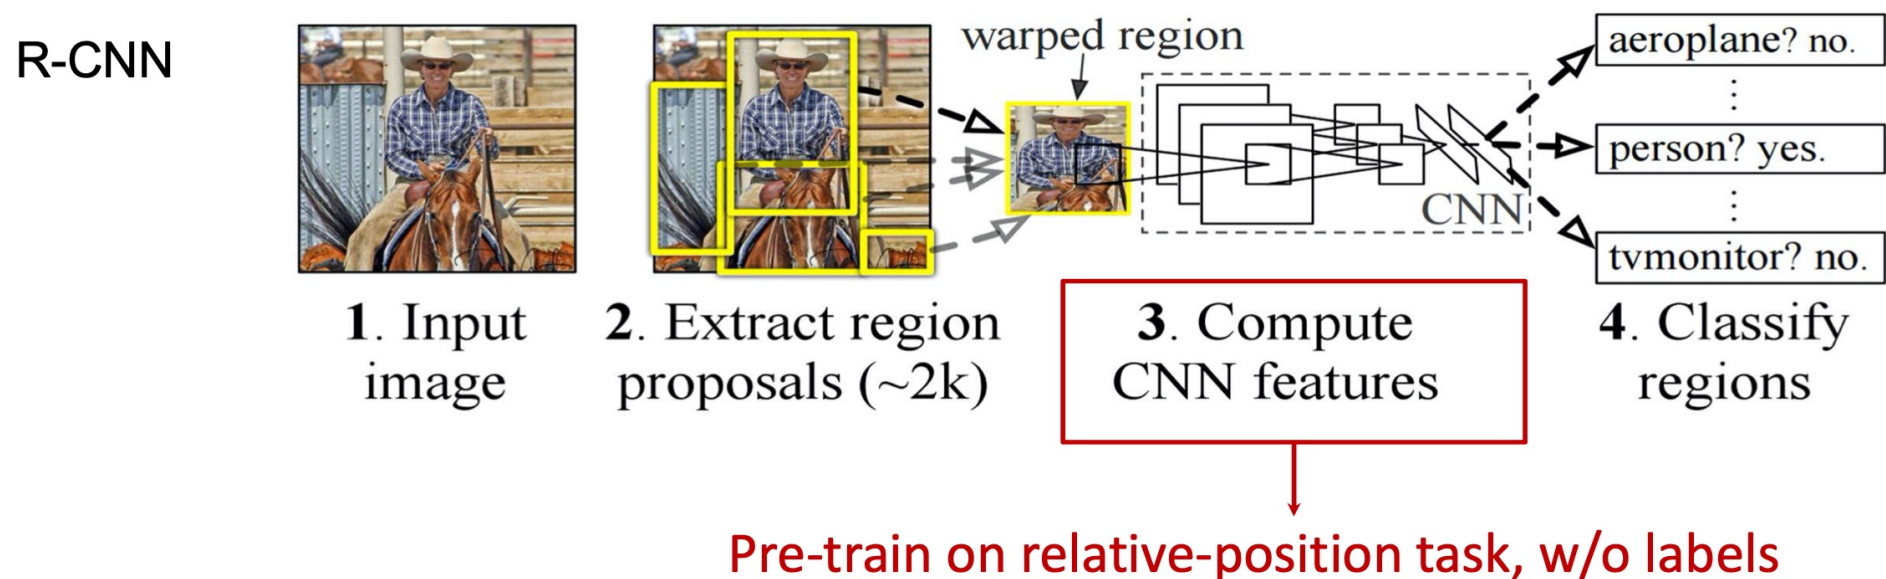 R-CNN
warped region
aeroplane? no.
person? yes.
CNN
tvmonitor? no.
1. Input
image
2. Extract region
proposals (~2k)
3. Compute
CNN features
4. Classify
regions
Pre-train on relative-position task, w/o labels